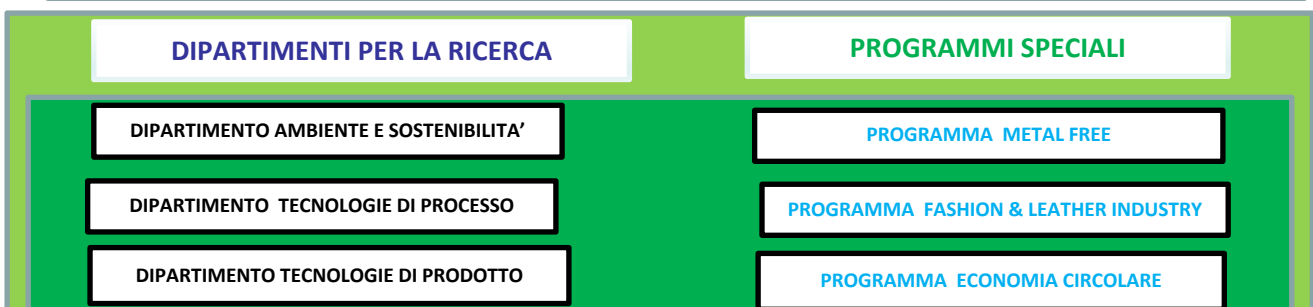 DIPARTIMENTI PER LA RICERCA
PROGRAMMI SPECIALI
DIPARTIMENTO AMBIENTE E SOSTENIBILITA’
PROGRAMMA METAL FREE
DIPARTIMENTO TECNOLOGIE DI PROCESSO
PROGRAMMA FASHION & LEATHER INDUSTRY
DIPARTIMENTO TECNOLOGIE DI PRODOTTO
PROGRAMMA ECONOMIA CIRCOLARE